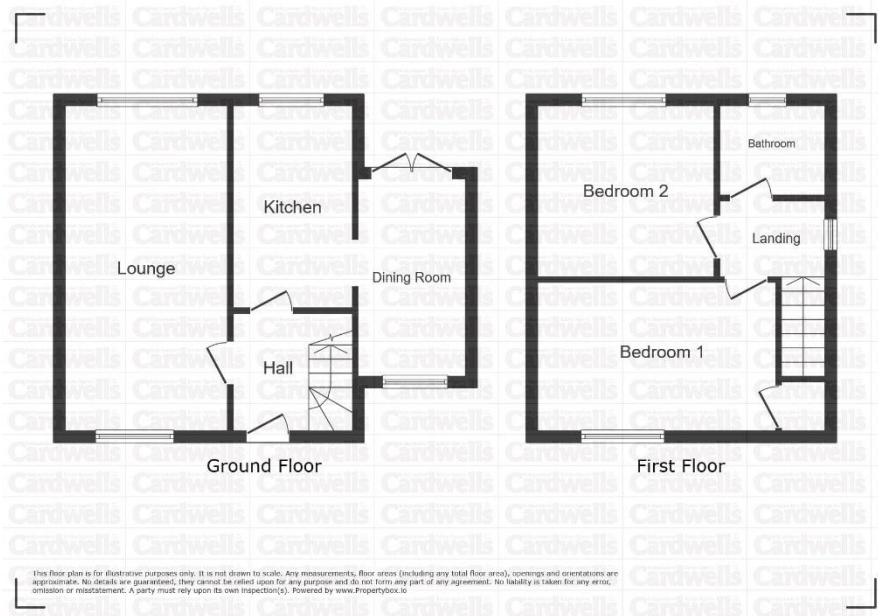 Cardwells
Lounge
Kitchen
Dining Room
Hall
Ground Floor
Bedroom 2
Bathroom
Landing
Bedroom 1
First Floor
This floor plan is for illustrative purposes only. It is not drawn to scale. Any measurements, floor areas (including any total floor area), openings and orientations are
approximate. No details are guaranteed, they cannot be relied upon for any purpose and do not form any part of any agreement. No liability is taken for any error,
omission or misstatement. A party must rely upon its own inspection(s). Powered by www.Propertybox.io